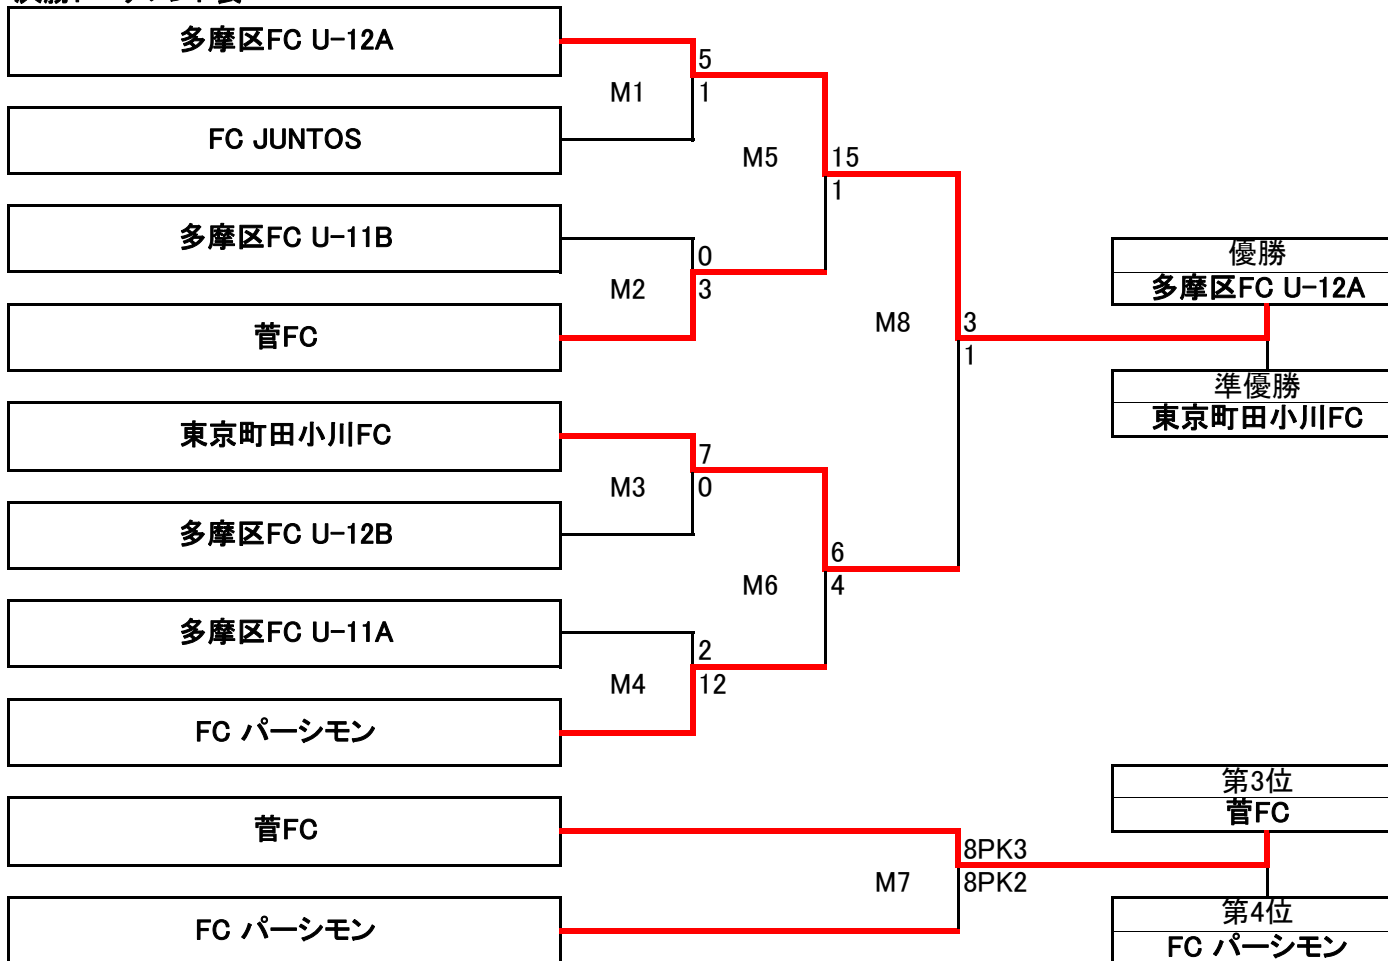 多摩区FC U-12A
5
M1
1
FC JUNTOS
M5
15
1
多摩区FC U-11B
0
M2
3
菅FC
M8
3
1
優勝
多摩区FC U-12A
準優勝
東京町田小川FC
東京町田小川FC
7
M3
0
多摩区FC U-12B
M6
6
4
多摩区FC U-11A
2
M4
12
FC パーシモン
菅FC
8PK3
M7
8PK2
FC パーシモン
第3位
菅FC
第4位
FC パーシモン